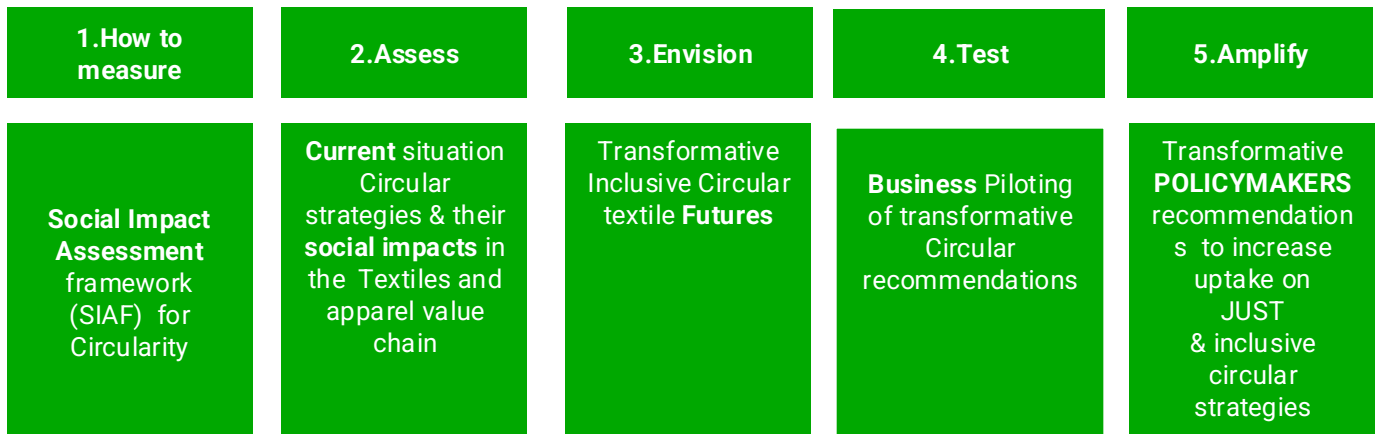 1.How to
measure
2.Assess
3.Envision
4.Test
5.Amplify
Social Impact
Assessment
framework
(SIAF) for
Circularity
Current situation
Circular
strategies & their
social impacts in
the Textiles and
apparel value
chain
Transformative
Inclusive Circular
textile Futures
Business Piloting
of transformative
Circular
recommendations
Transformative
POLICYMAKERS
recommendation
s to increase
uptake on
JUST
& inclusive
circular
strategies